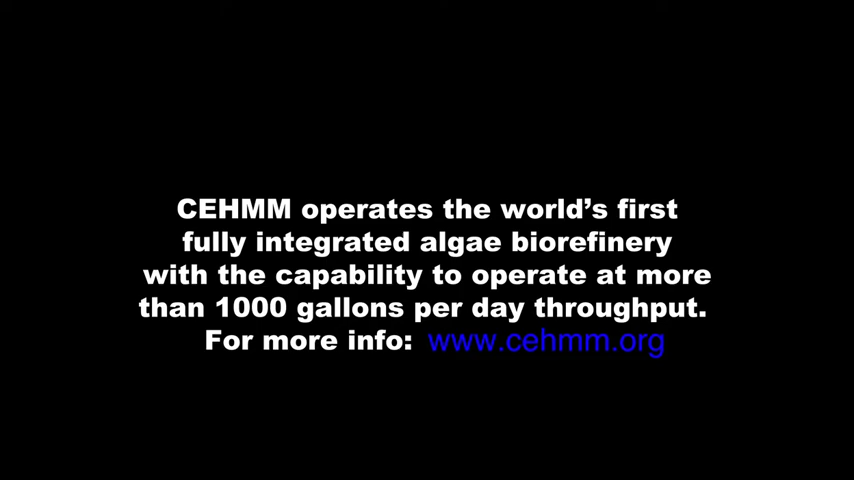 CEHMM operates the world’s first
fully integrated algae biorefinery
with the capability to operate at more
than 1000 gallons per day throughput.
For more info: www.cehmm.org